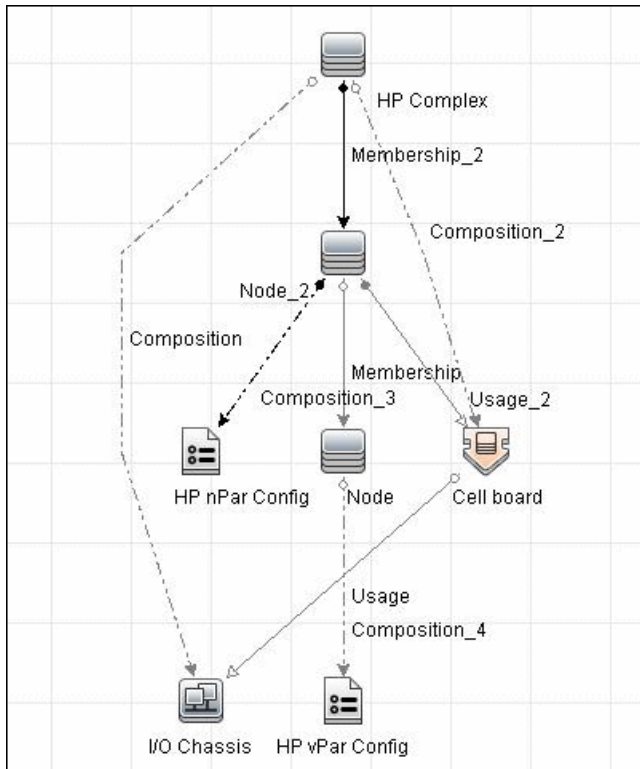 HP Complex
Membership_2
Composition_2
Node_2
Composition
Membership
Composition_3
Usage_2
HP nPar Config
Node
Cell board
Usage
Composition_4
I/O Chassis
HP vPar Config